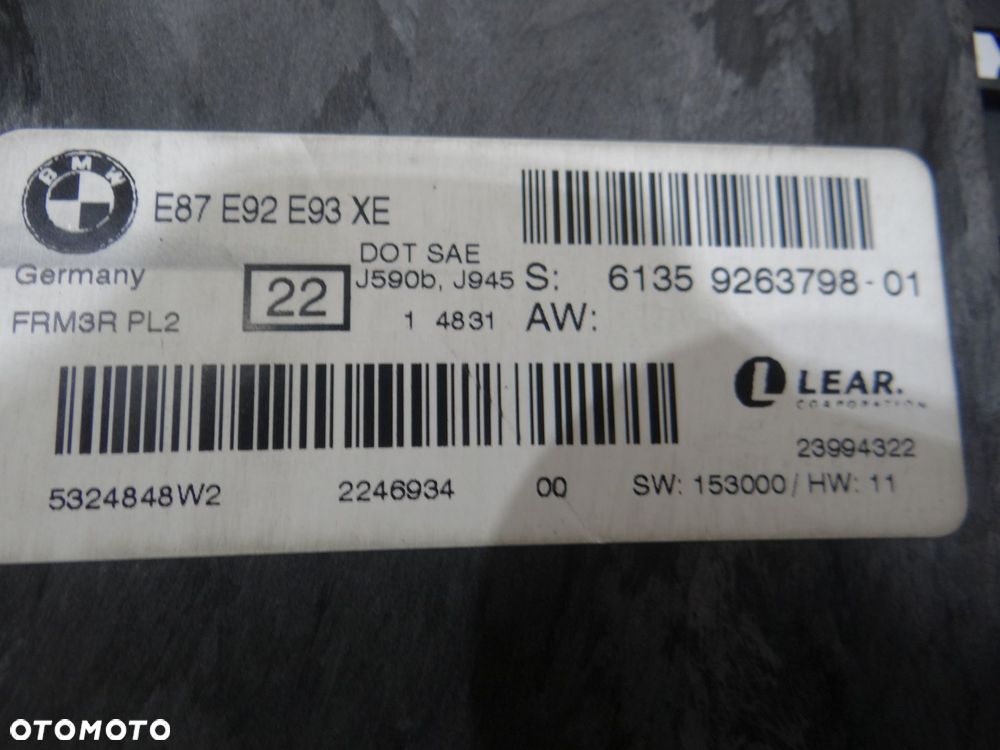 BMW
E87 E92 E93 XE
Germany
DOT SAE
J590b, J945
22
FRM3R PL2
1 4831
S: 6135 9263798-01
AW:
L LEAR.
CORPORATION
23994322
5324848W2 2246934 00 SW: 153000 / HW: 11
OTOMOTO